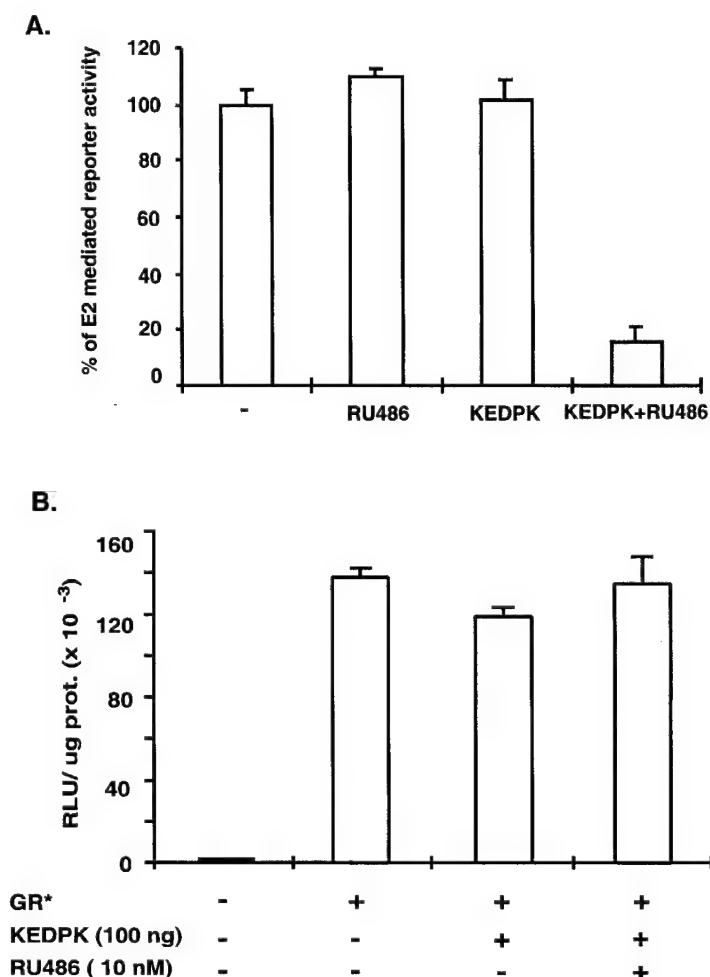 A.
% of E2 mediated reporter activity
120
100
80
60
40
20
0
- RU486 KEDPK KEDPK+RU486
B.
RLU/ ug prot. (x 10 -3)
160
120
80
40
0
GR* - + + +
KEDPK (100 ng) - - + +
RU486 ( 10 nM) - - - +